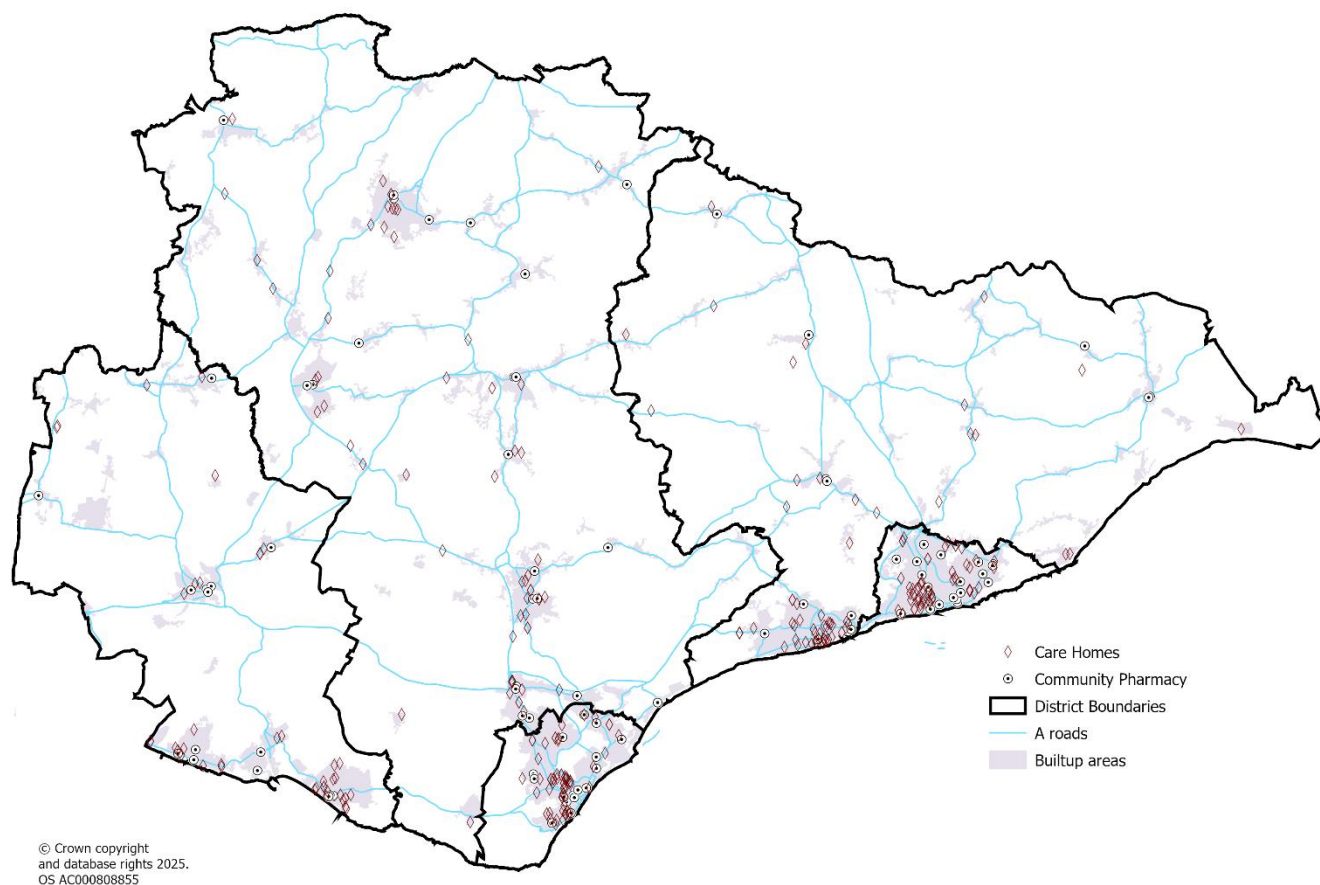 Care Homes
Community Pharmacy
District Boundaries
A roads
Builtup areas
© Crown copyright
and database rights 2025.
OS AC000808855